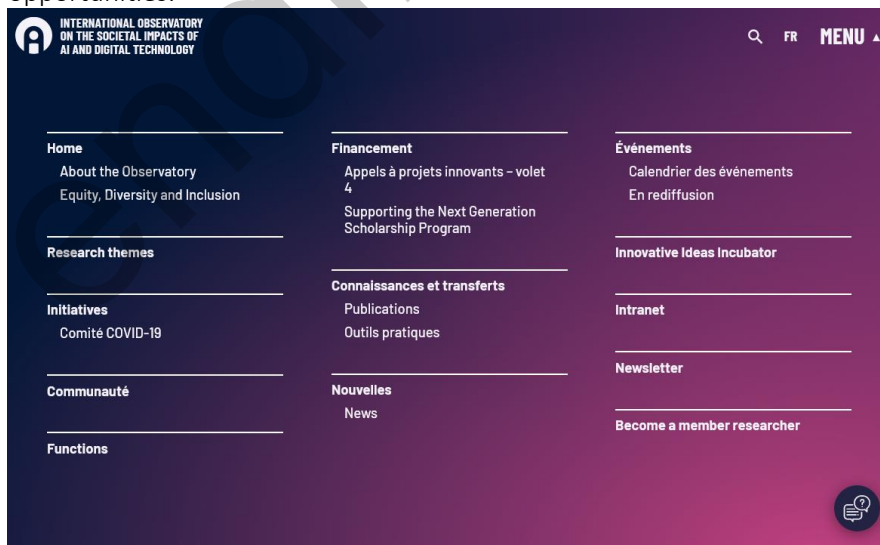 opportunities.
INTERNATIONAL OBSERVATORY
ON THE SOCIETAL IMPACTS OF
AI AND DIGITAL TECHNOLOGY
FR
MENU
Home
About the Observatory
Equity, Diversity and Inclusion
Research themes
Initiatives
Comité COVID-19
Communauté
Functions
Financement
Appels à projets innovants – volet
4
Supporting the Next Generation
Scholarship Program
Connaissances et transferts
Publications
Outils pratiques
Nouvelles
News
Événements
Calendrier des événements
En rediffusion
Innovative Ideas Incubator
Intranet
Newsletter
Become a member researcher